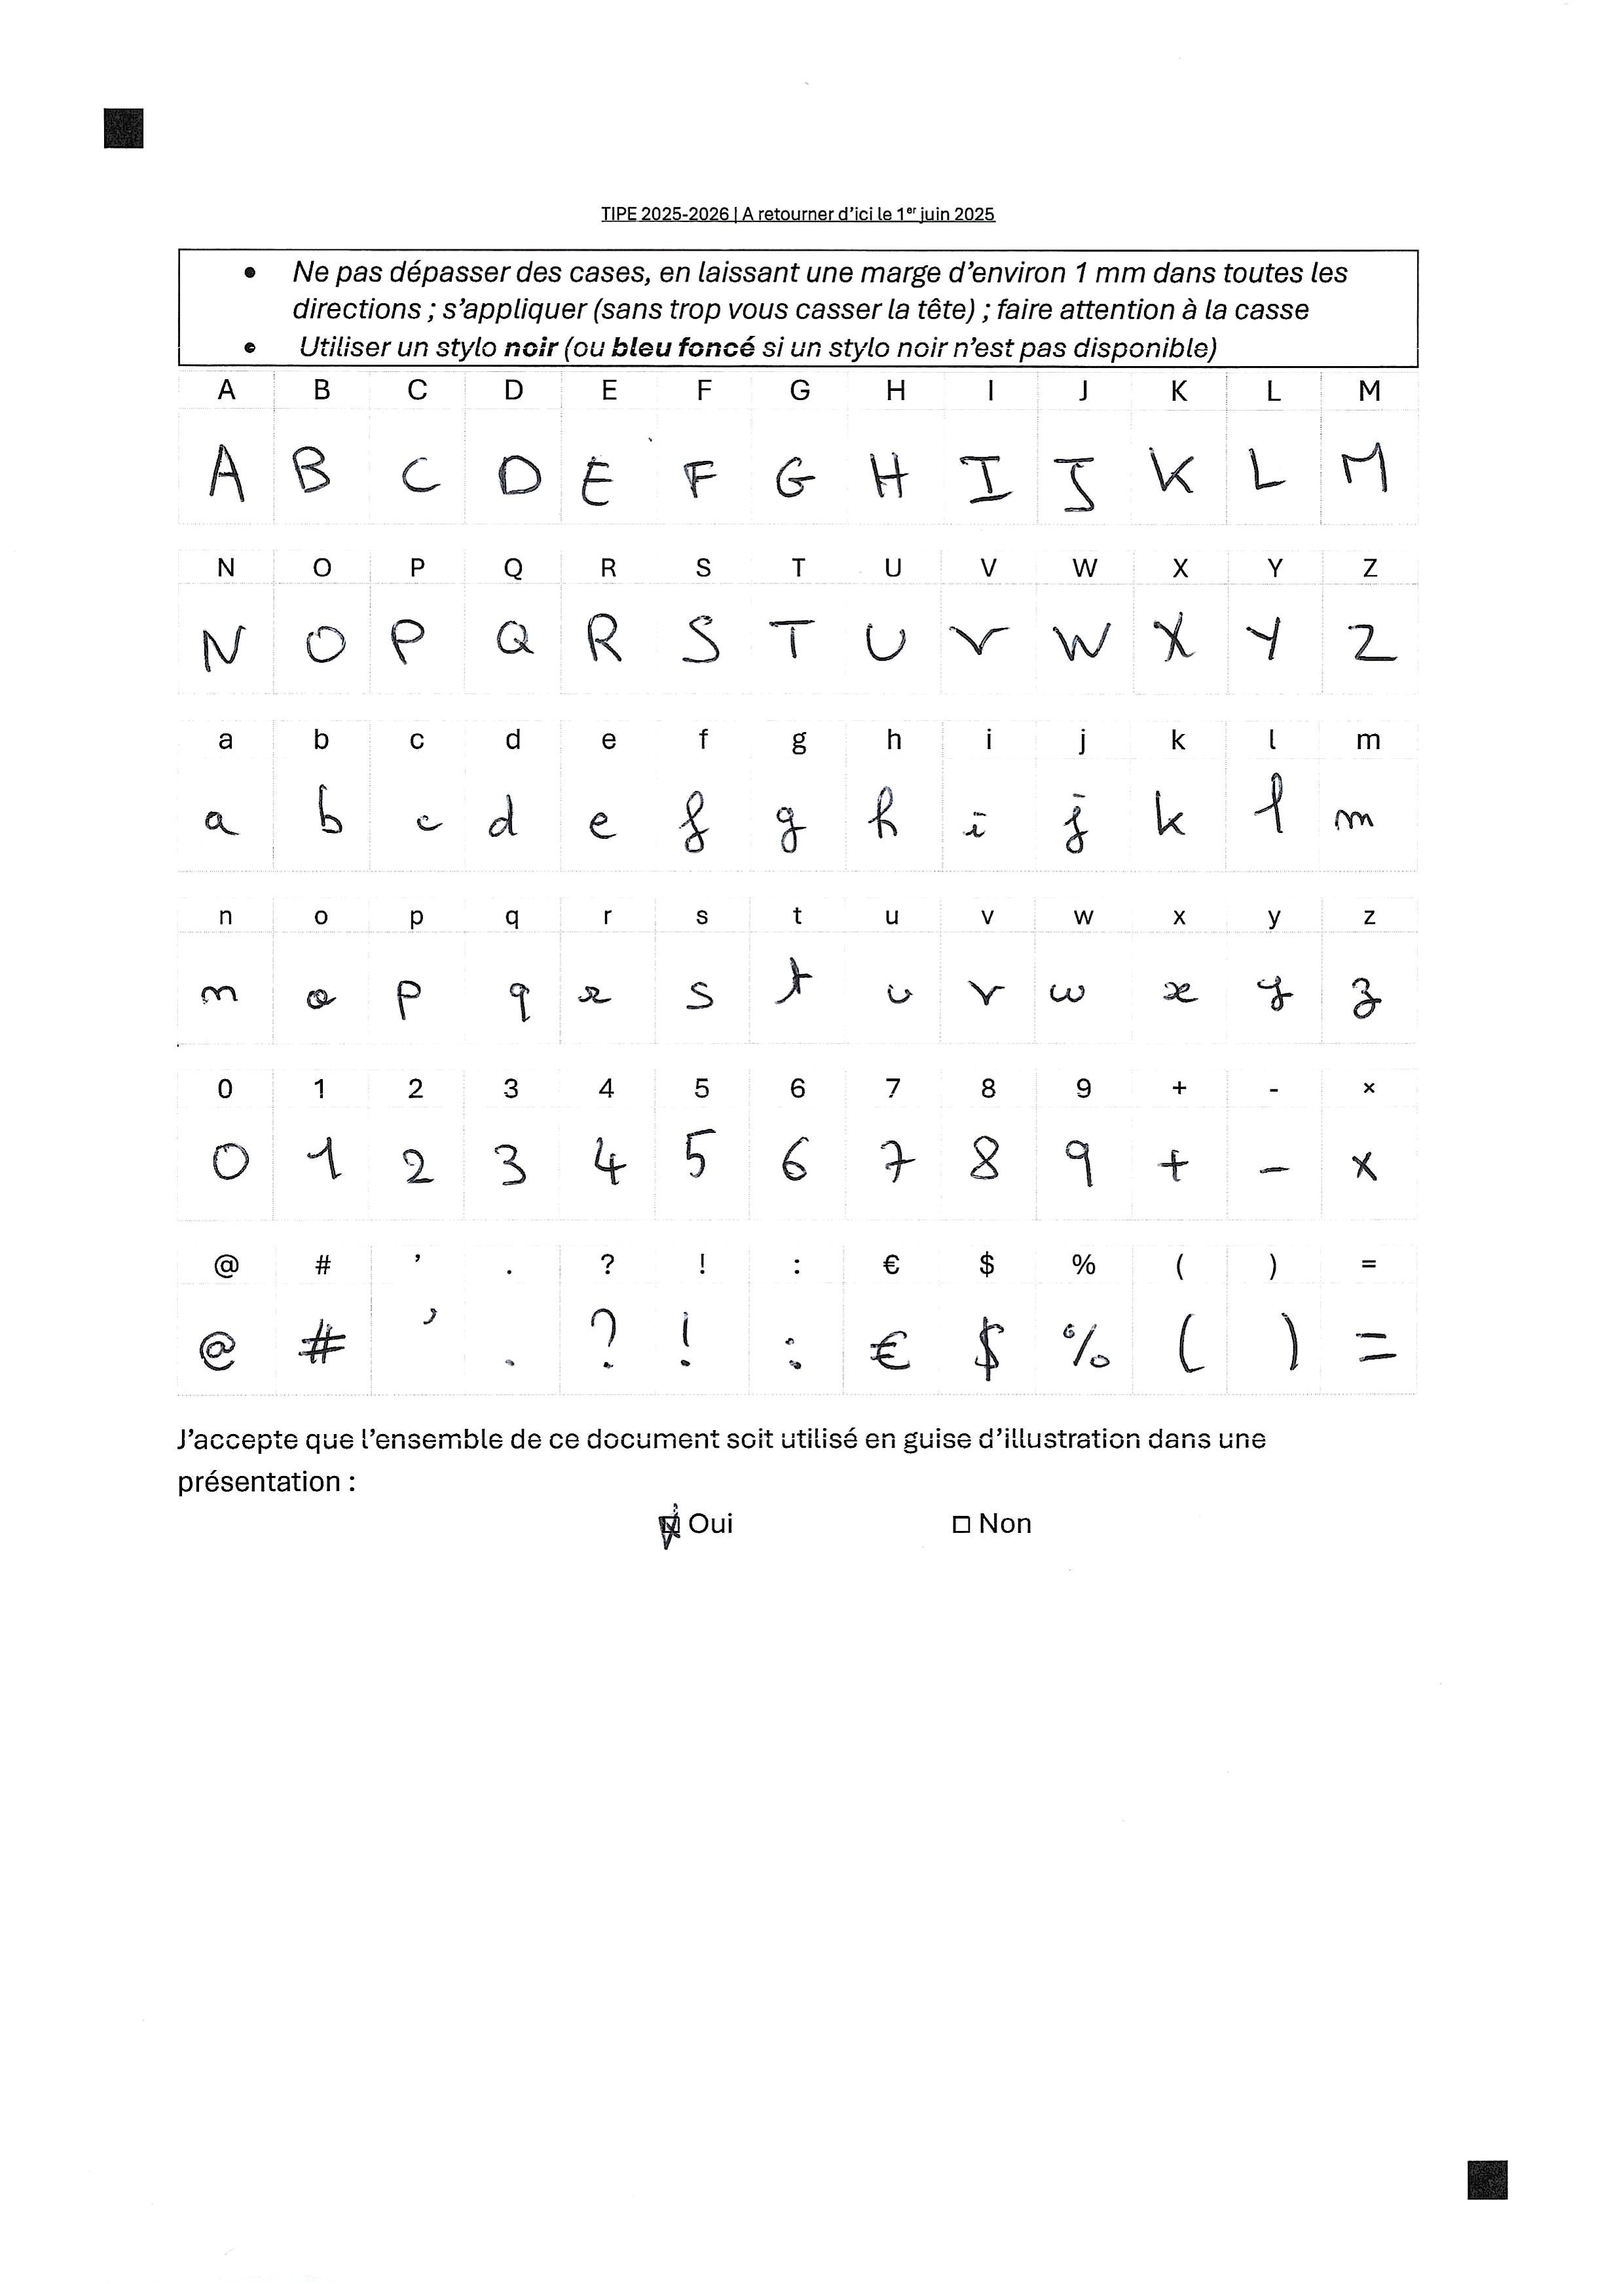 TIPE 2025-2026 | A retourner d'ici le 1er juin 2025
• Ne pas dépasser des cases, en laissant une marge d'environ 1 mm dans toutes les
directions ; s'appliquer (sans trop vous casser la tête) ; faire attention à la casse
• Utiliser un stylo noir (ou bleu foncé si un stylo noir n'est pas disponible)
A B C D E F G H I J K L M
A B C D E F G H I J K L M
N O P Q R S T U V W X Y Z
N O P Q R S T U V W X Y Z
a b c d e f g h i j k l m
a b c d e f g h i j k l m
n o p q r s t u v w x y z
n o p q r s t u v w x y z
0 1 2 3 4 5 6 7 8 9 + - ×
0 1 2 3 4 5 6 7 8 9 + - ×
@ # ' . ? ! : € $ % ( ) =
@ # ' . ? ! : € $ % ( ) =
J'accepte que l'ensemble de ce document soit utilisé en guise d'illustration dans une
présentation :
☑ Oui ☐ Non